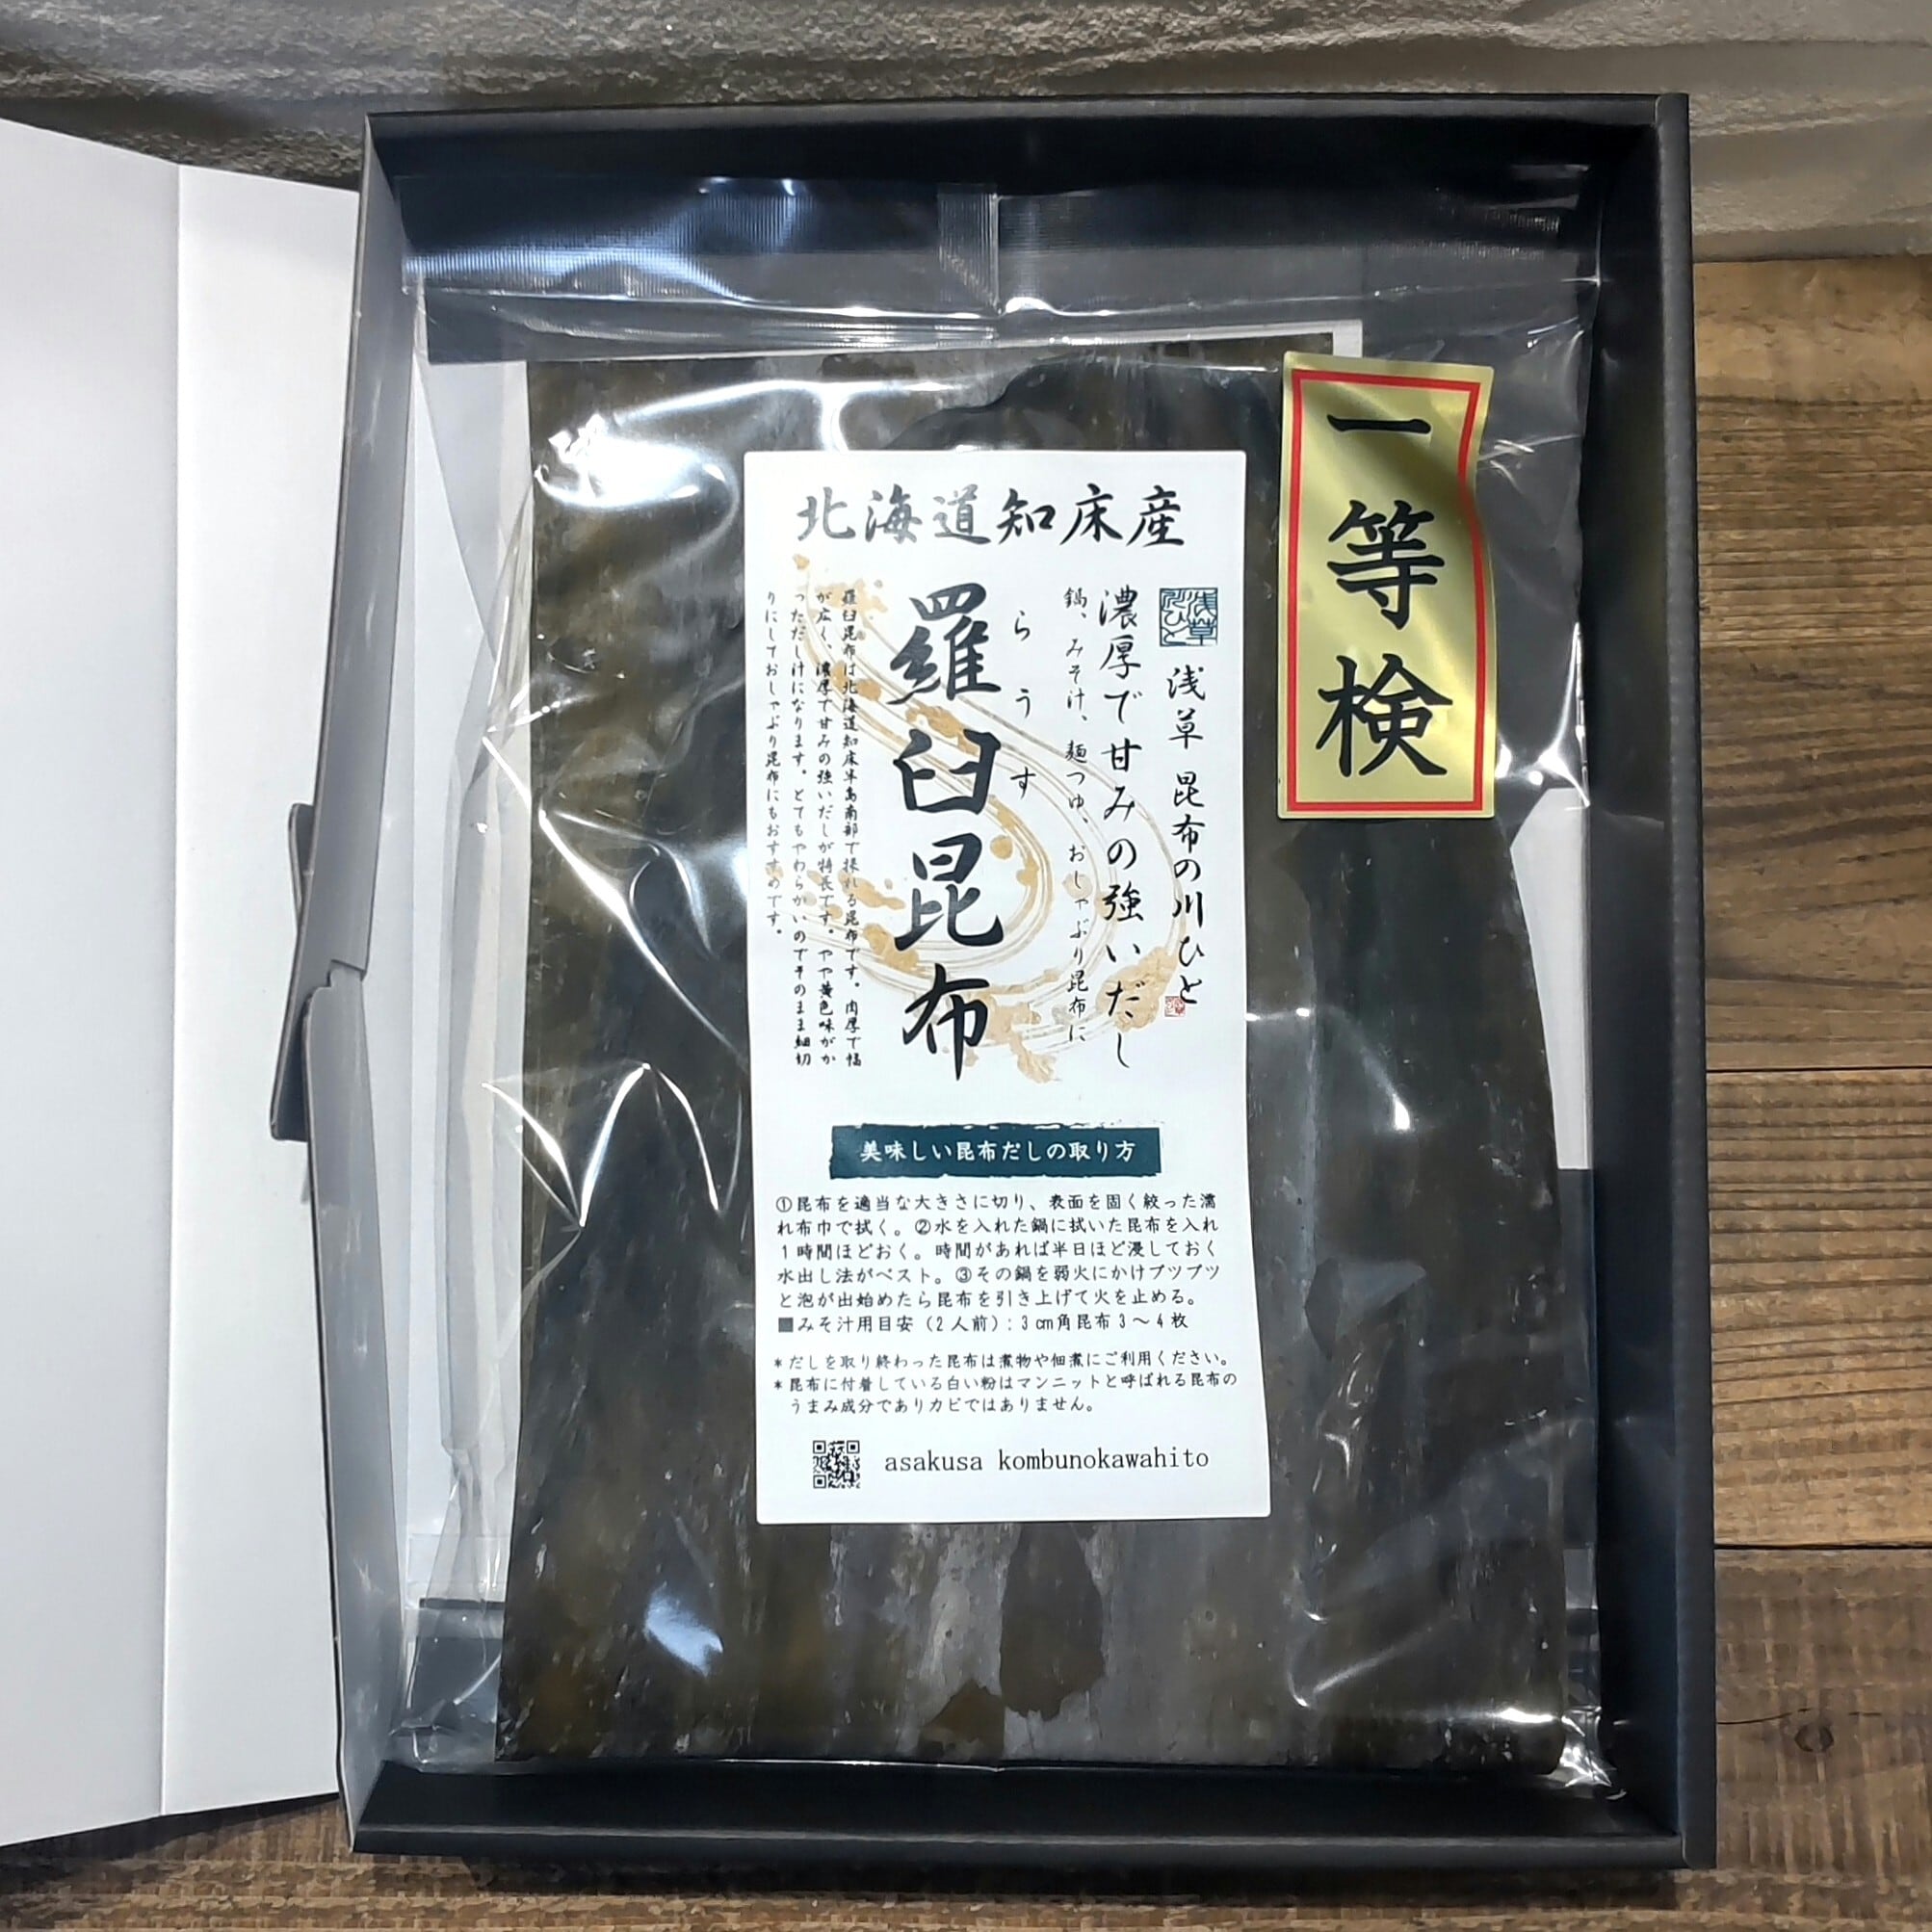 一等検
北海道知床産
浅草
川ひと
浅草 昆布の川ひと
濃厚で甘みの強いだし
鍋、みそ汁、麺つゆ、おしゃぶり昆布に
らうす
羅臼昆布
羅臼昆布は北海道知床半島南部で採れる昆布です。肉厚で幅
が広く、濃厚で甘みの強いだしが特長です。やや黄色味がか
っただし汁になります。とてもやわらかいのでそのまま細切
りにしておしゃぶり昆布にもおすすめです。
美味しい昆布だしの取り方
①昆布を適当な大きさに切り、表面を固く絞った濡
れ布巾で拭く。②水を入れた鍋に拭いた昆布を入れ
1時間ほどおく。時間があれば半日ほど浸しておく
水出し法がベスト。③その鍋を弱火にかけブツブツ
と泡が出始めたら昆布を引き上げて火を止める。
■みそ汁用目安(2人前):3cm角昆布3〜4枚
*だしを取り終わった昆布は煮物や佃煮にご利用ください。
*昆布に付着している白い粉はマンニットと呼ばれる昆布の
うまみ成分でありカビではありません。
asakusa kombunokawahito